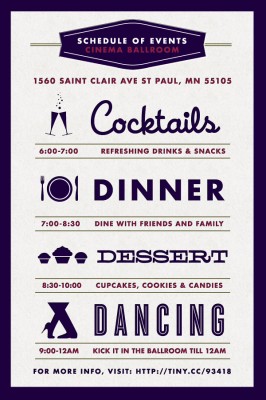 SCHEDULE OF EVENTS
CINEMA BALLROOM
1560 SAINT CLAIR AVE ST PAUL, MN 55105
Cocktails
6:00-7:00 REFRESHING DRINKS & SNACKS
DINNER
7:00-8:30 DINE WITH FRIENDS AND FAMILY
DESSERT
8:30-10:00 CUPCAKES, COOKIES & CANDIES
DANCING
9:00-12AM KICK IT IN THE BALLROOM TILL 12AM
FOR MORE INFO, VISIT: HTTP://TINY.CC/93418